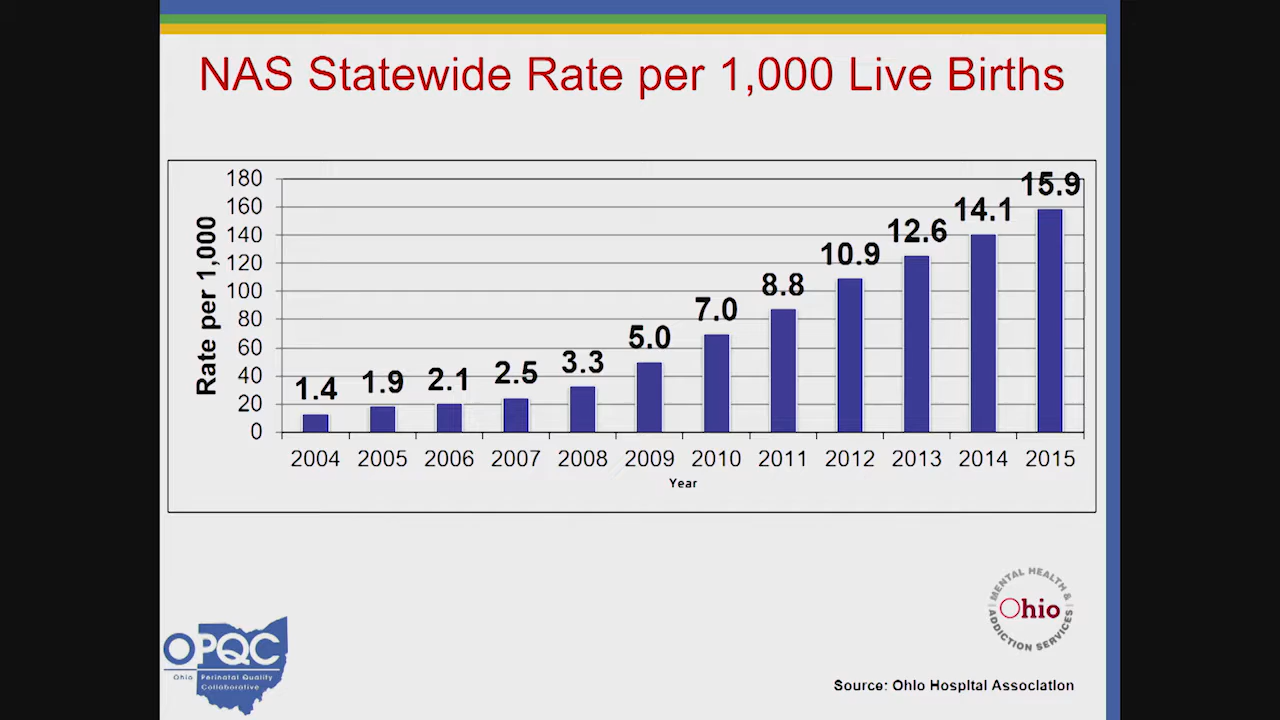 NAS Statewide Rate per 1,000 Live Births
Rate per 1,000
180
160
140
120
100
80
60
40
20
0
1.4
1.9
2.1
2.5
3.3
5.0
7.0
8.8
10.9
12.6
14.1
15.9
2004 2005 2006 2007 2008 2009 2010 2011 2012 2013 2014 2015
Year
OPQC
Ohio Perinatal Quality
Collaborative
MENTAL HEALTH &
Ohio
ADDICTION SERVICES
Source: Ohio Hospital Association